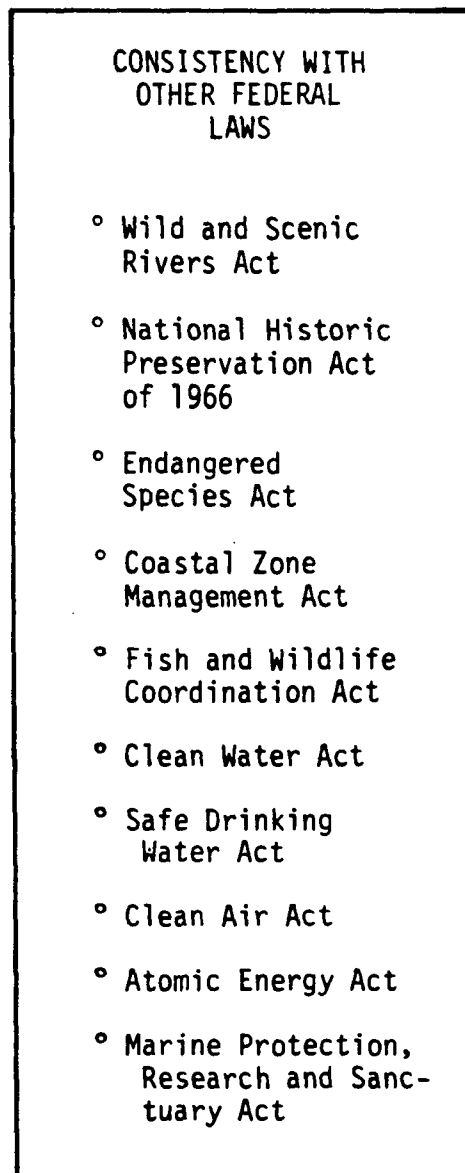 CONSISTENCY WITH
OTHER FEDERAL
LAWS
° Wild and Scenic
Rivers Act
° National Historic
Preservation Act
of 1966
° Endangered
Species Act
° Coastal Zone
Management Act
° Fish and Wildlife
Coordination Act
° Clean Water Act
° Safe Drinking
Water Act
° Clean Air Act
° Atomic Energy Act
° Marine Protection,
Research and Sanc-
tuary Act